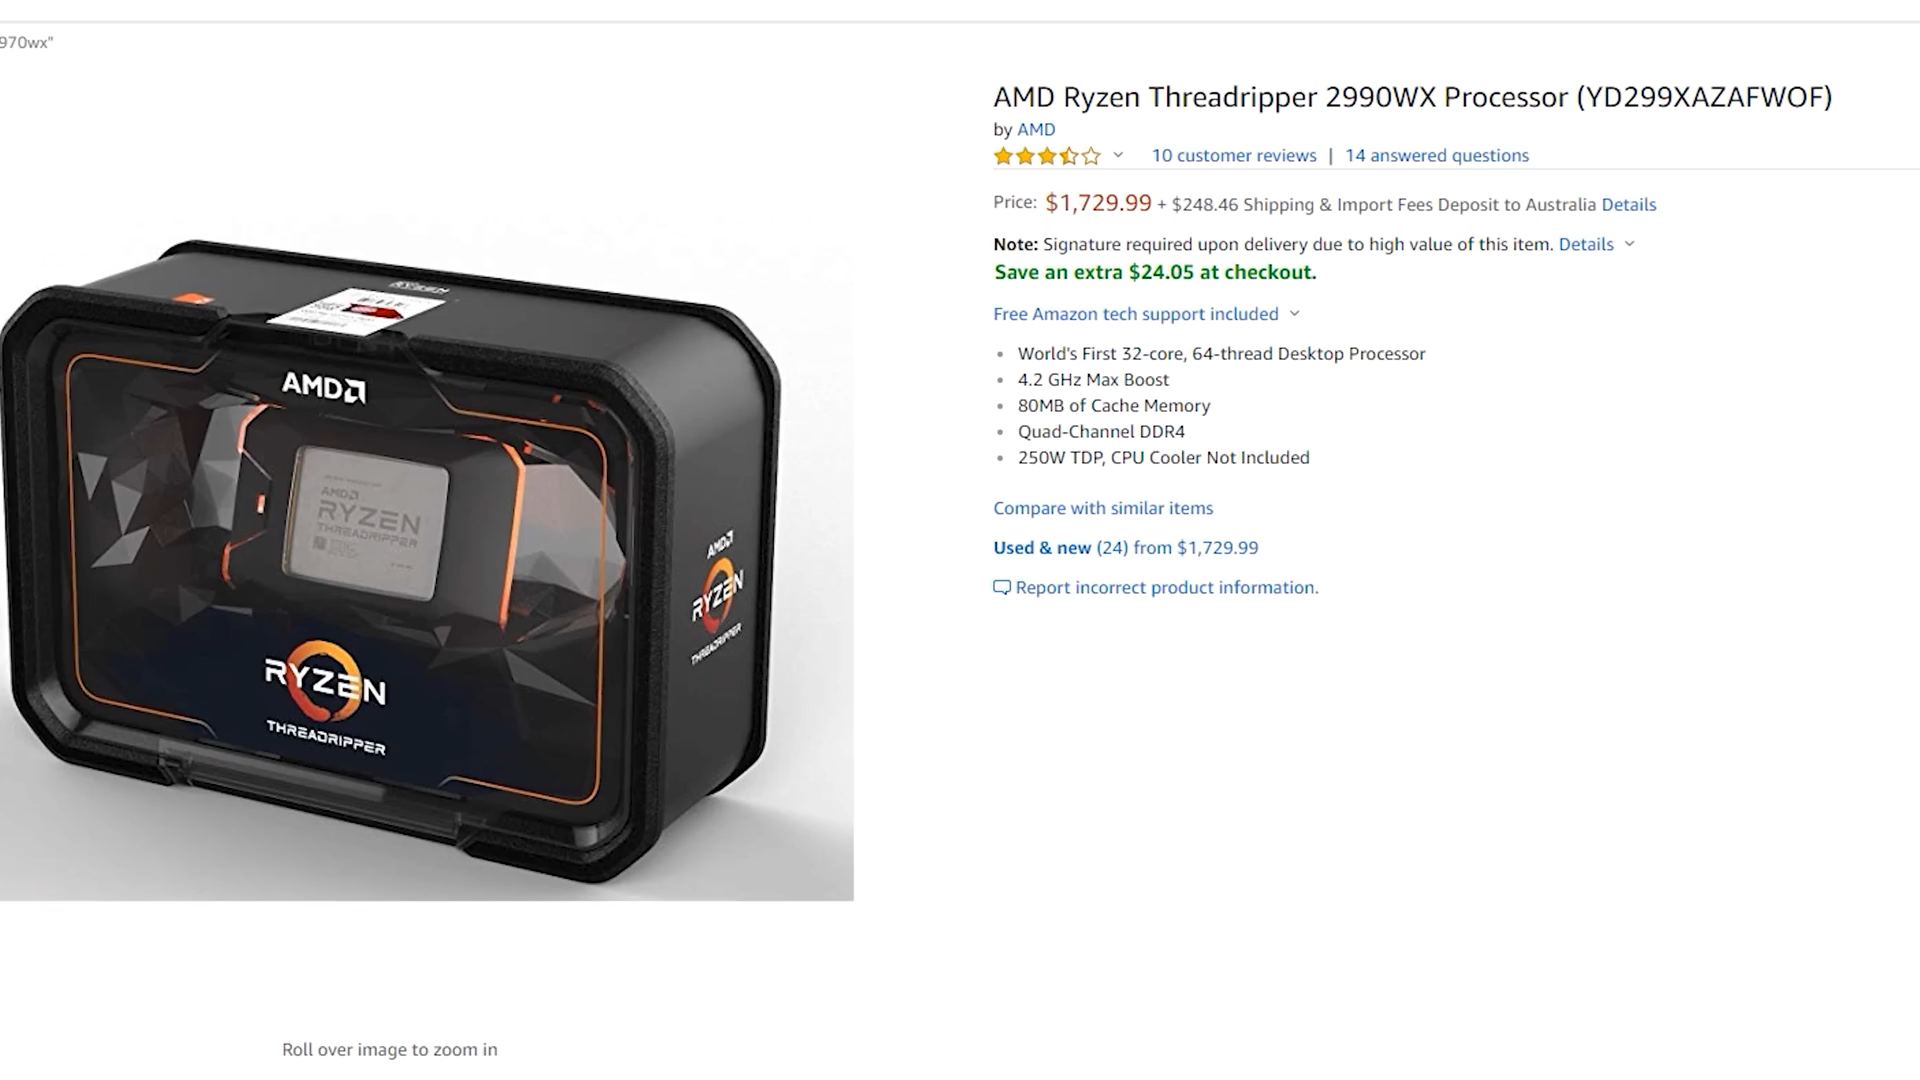 970wx"
AMD Ryzen Threadripper 2990WX Processor (YD299XAZAFWOF)
by AMD
10 customer reviews | 14 answered questions
Price: $1,729.99 + $248.46 Shipping & Import Fees Deposit to Australia Details
Note: Signature required upon delivery due to high value of this item. Details
Save an extra $24.05 at checkout.
Free Amazon tech support included
• World's First 32-core, 64-thread Desktop Processor
• 4.2 GHz Max Boost
• 80MB of Cache Memory
• Quad-Channel DDR4
• 250W TDP, CPU Cooler Not Included
Compare with similar items
Used & new (24) from $1,729.99
Report incorrect product information.
RYZEN
AMD
AMD
RYZEN
THREADRIPPER
RYZEN
THREADRIPPER
AMD
RYZEN
THREADRIPPER
Roll over image to zoom in